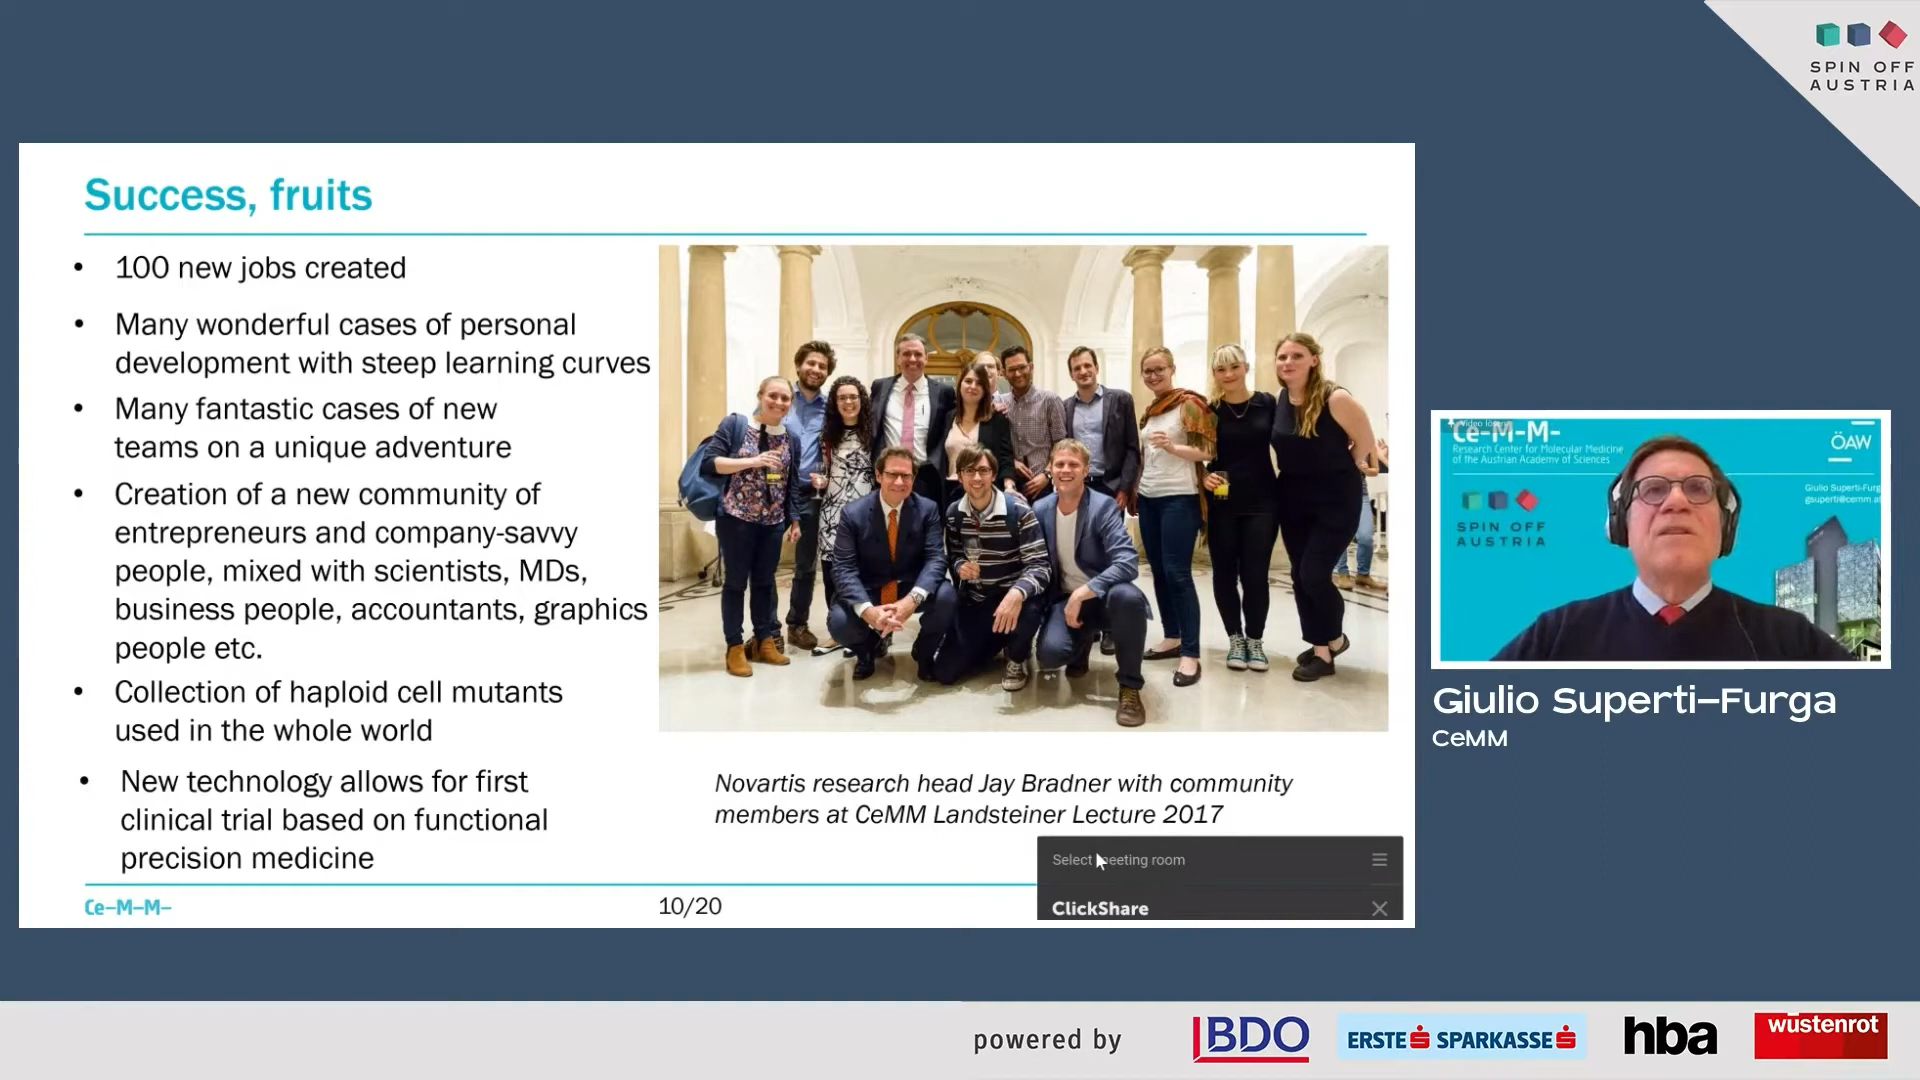 SPIN OFF
AUSTRIA
Success, fruits
• 100 new jobs created
• Many wonderful cases of personal
development with steep learning curves
• Many fantastic cases of new
teams on a unique adventure
• Creation of a new community of
entrepreneurs and company-savvy
people, mixed with scientists, MDs,
business people, accountants, graphics
people etc.
• Collection of haploid cell mutants
used in the whole world
• New technology allows for first
clinical trial based on functional
precision medicine
Novartis research head Jay Bradner with community
members at CeMM Landsteiner Lecture 2017
Select meeting room
ClickShare
Ce-M-M-
10/20
Ce-M-M-
Research Center for Molecular Medicine
of the Austrian Academy of Sciences
ÖAW
Giulio Superti-Furg
gsuperti@cemm.at
SPIN OFF
AUSTRIA
Giulio Superti-Furga
CeMM
powered by
BDO
ERSTE SPARKASSE
hba
wüstenrot